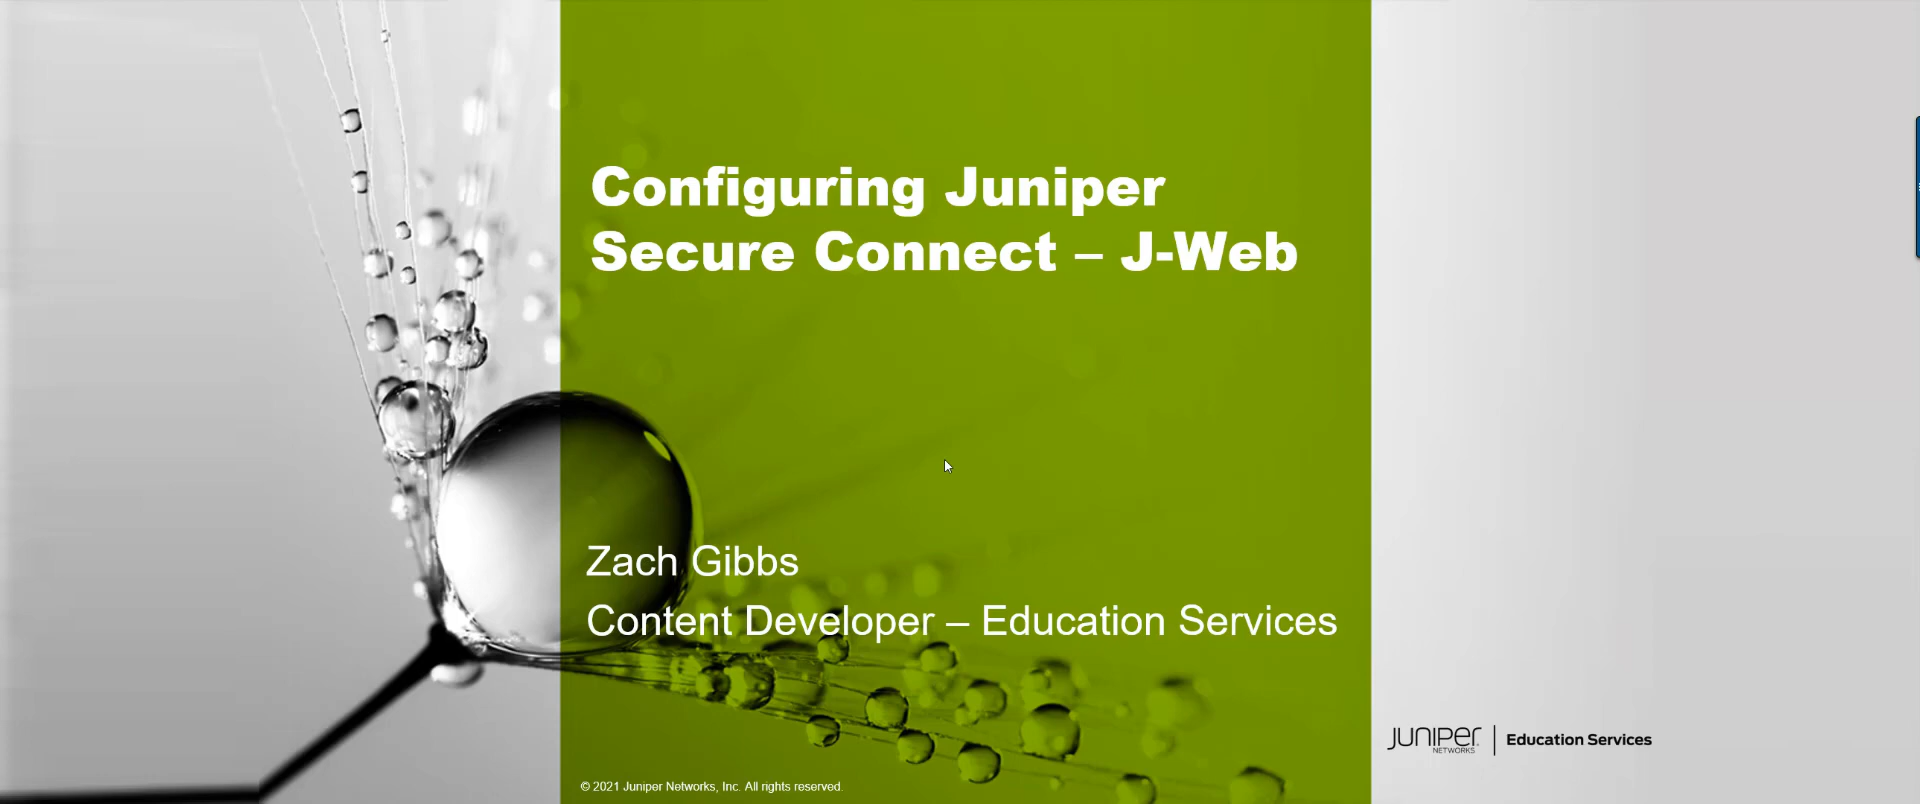 Configuring Juniper
Secure Connect – J-Web
Zach Gibbs
Content Developer – Education Services
JUNIPER
NETWORKS
Education Services
© 2021 Juniper Networks, Inc. All rights reserved.